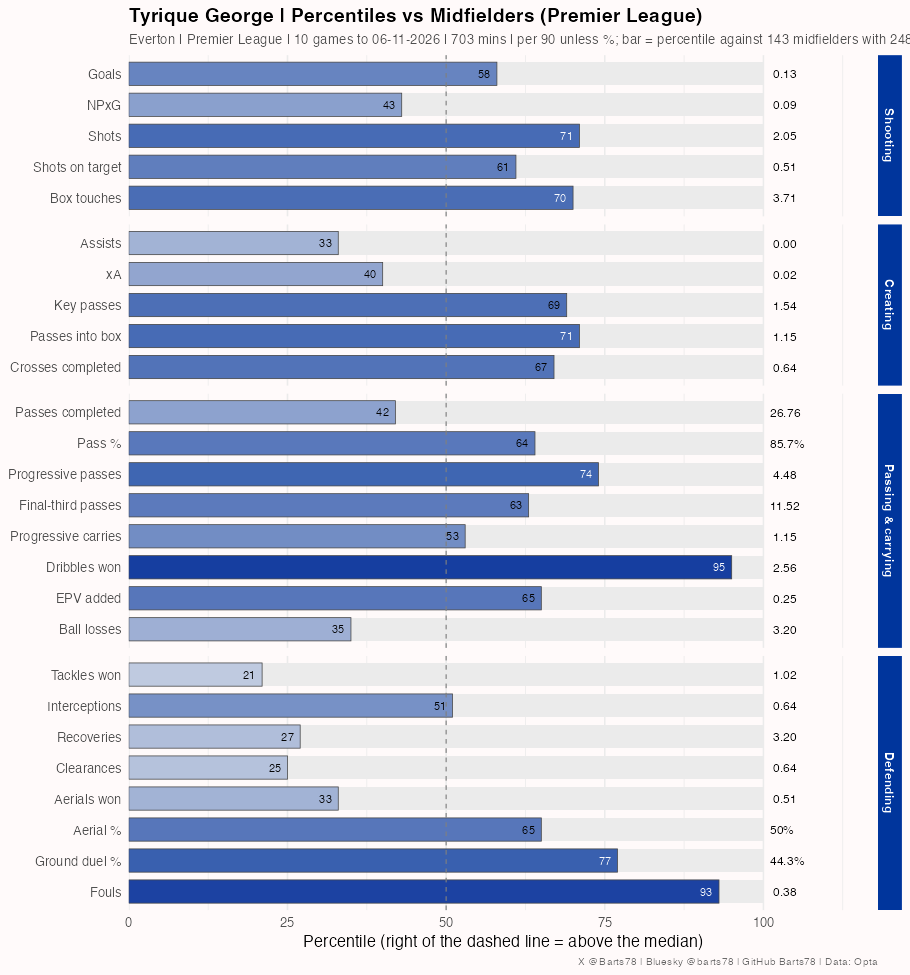 Tyrique George | Percentiles vs Midfielders (Premier League)
Everton | Premier League | 10 games to 06-11-2026 | 703 mins | per 90 unless %; bar = percentile against 143 midfielders with 248
Goals 58 0.13
NPxG 43 0.09
Shots 71 2.05
Shots on target 61 0.51
Box touches 70 3.71
Shooting
Assists 33 0.00
xA 40 0.02
Key passes 69 1.54
Passes into box 71 1.15
Crosses completed 67 0.64
Creating
Passes completed 42 26.76
Pass % 64 85.7%
Progressive passes 74 4.48
Final-third passes 63 11.52
Progressive carries 53 1.15
Dribbles won 95 2.56
EPV added 65 0.25
Ball losses 35 3.20
Passing & carrying
Tackles won 21 1.02
Interceptions 51 0.64
Recoveries 27 3.20
Clearances 25 0.64
Aerials won 33 0.51
Aerial % 65 50%
Ground duel % 77 44.3%
Fouls 93 0.38
Defending
0 25 50 75 100
Percentile (right of the dashed line = above the median)
X @Barts78 | Bluesky @barts78 | GitHub Barts78 | Data: Opta